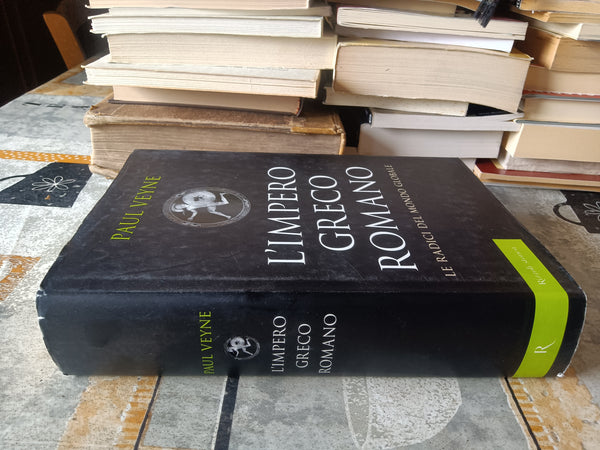 PAUL VEYNE
L'IMPERO
GRECO
ROMANO
LE RADICI DEL MONDO GLOBALE
PAUL VEYNE
L'IMPERO
GRECO
ROMANO
R